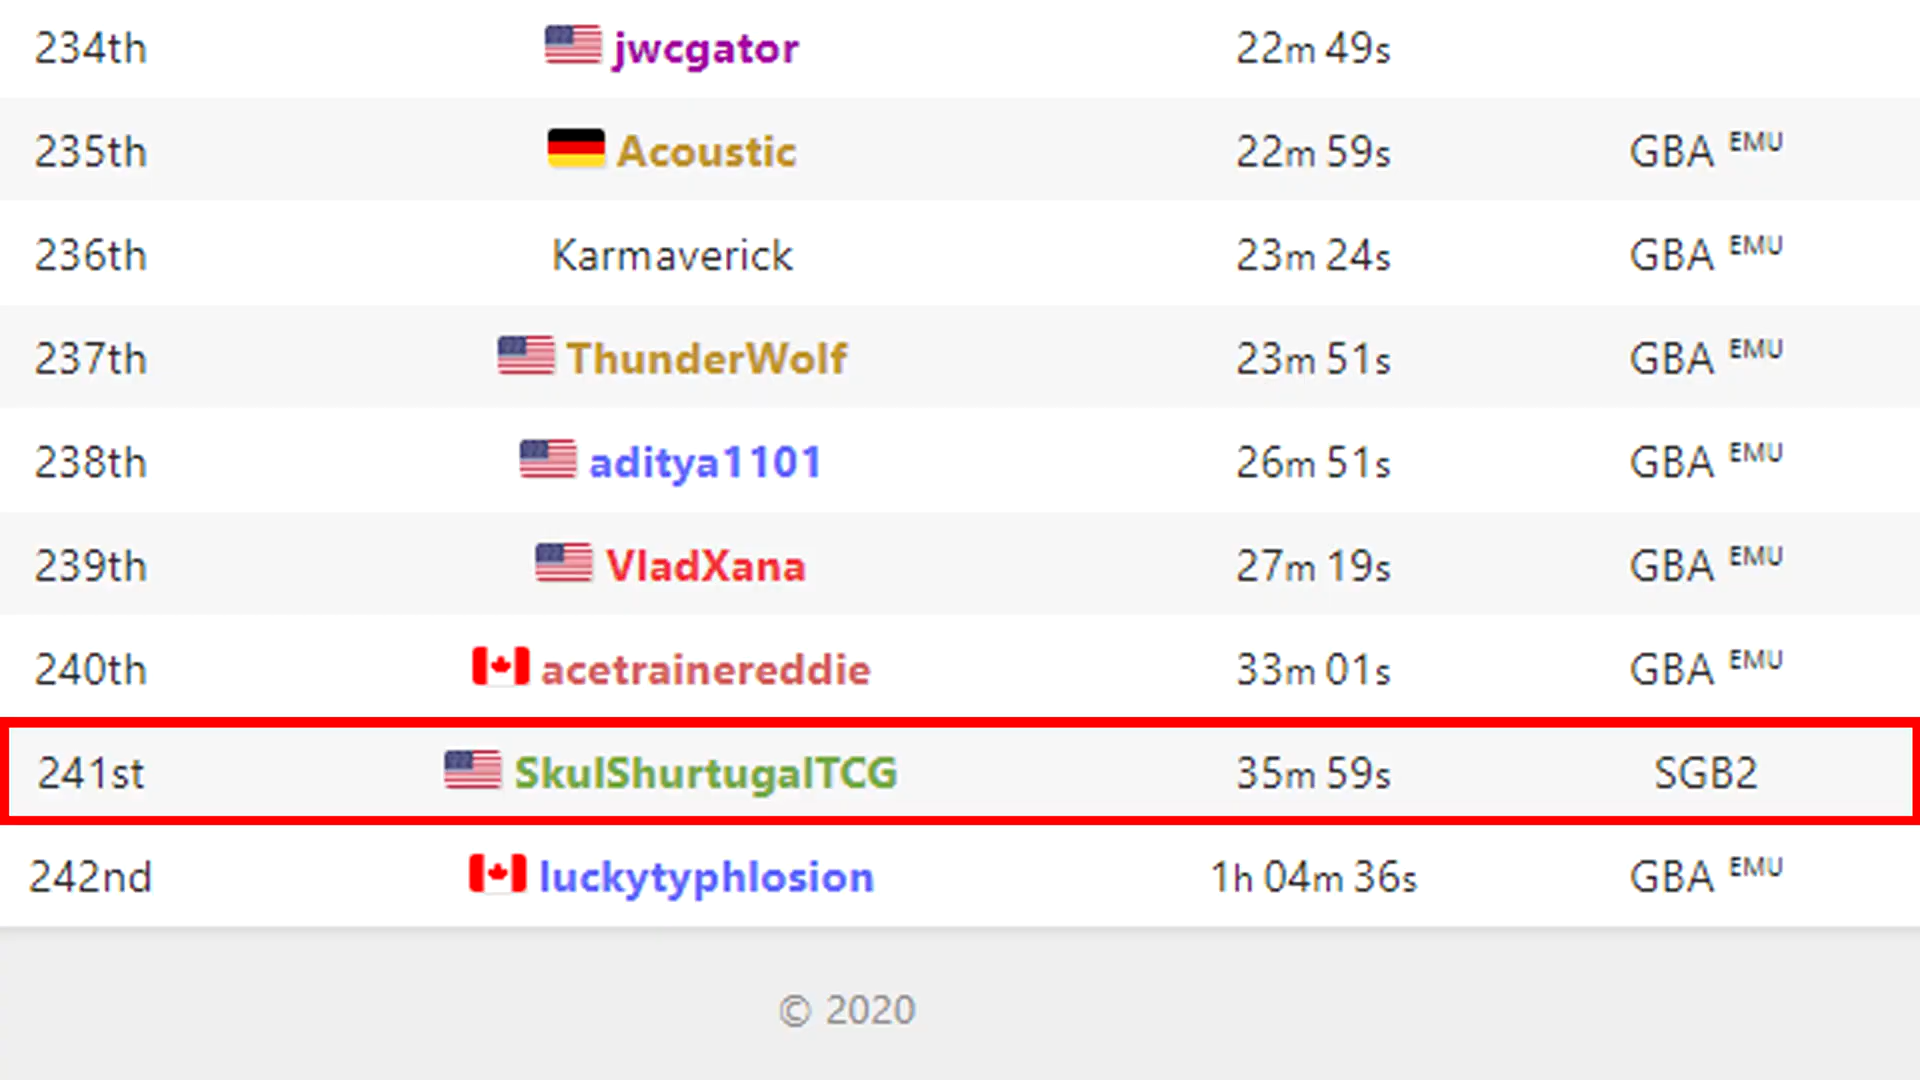 234th jwcgator 22m 49s
235th Acoustic 22m 59s GBA EMU
236th Karmaverick 23m 24s GBA EMU
237th ThunderWolf 23m 51s GBA EMU
238th aditya1101 26m 51s GBA EMU
239th VladXana 27m 19s GBA EMU
240th acetrainereddie 33m 01s GBA EMU
241st SkulShurtugalTCG 35m 59s SGB2
242nd luckytyphlosion 1h 04m 36s GBA EMU
© 2020